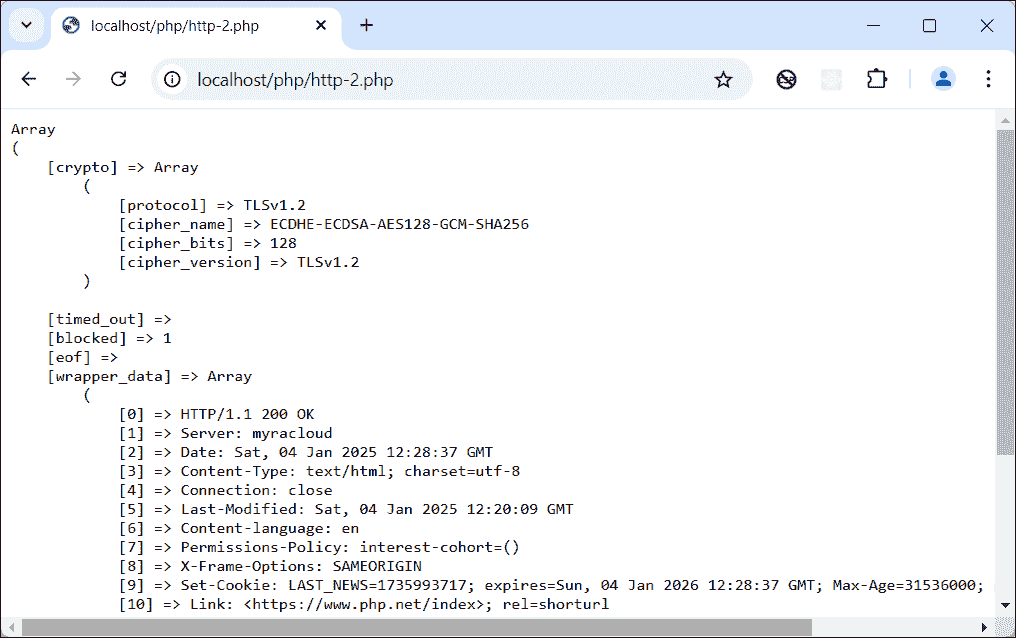 localhost/php/http-2.php
localhost/php/http-2.php
Array
(
    [crypto] => Array
        (
            [protocol] => TLSv1.2
            [cipher_name] => ECDHE-ECDSA-AES128-GCM-SHA256
            [cipher_bits] => 128
            [cipher_version] => TLSv1.2
        )

    [timed_out] =>
    [blocked] => 1
    [eof] =>
    [wrapper_data] => Array
        (
            [0] => HTTP/1.1 200 OK
            [1] => Server: myracloud
            [2] => Date: Sat, 04 Jan 2025 12:28:37 GMT
            [3] => Content-Type: text/html; charset=utf-8
            [4] => Connection: close
            [5] => Last-Modified: Sat, 04 Jan 2025 12:20:09 GMT
            [6] => Content-language: en
            [7] => Permissions-Policy: interest-cohort=()
            [8] => X-Frame-Options: SAMEORIGIN
            [9] => Set-Cookie: LAST_NEWS=1735993717; expires=Sun, 04 Jan 2026 12:28:37 GMT; Max-Age=31536000;
            [10] => Link: <https://www.php.net/index>; rel=shorturl